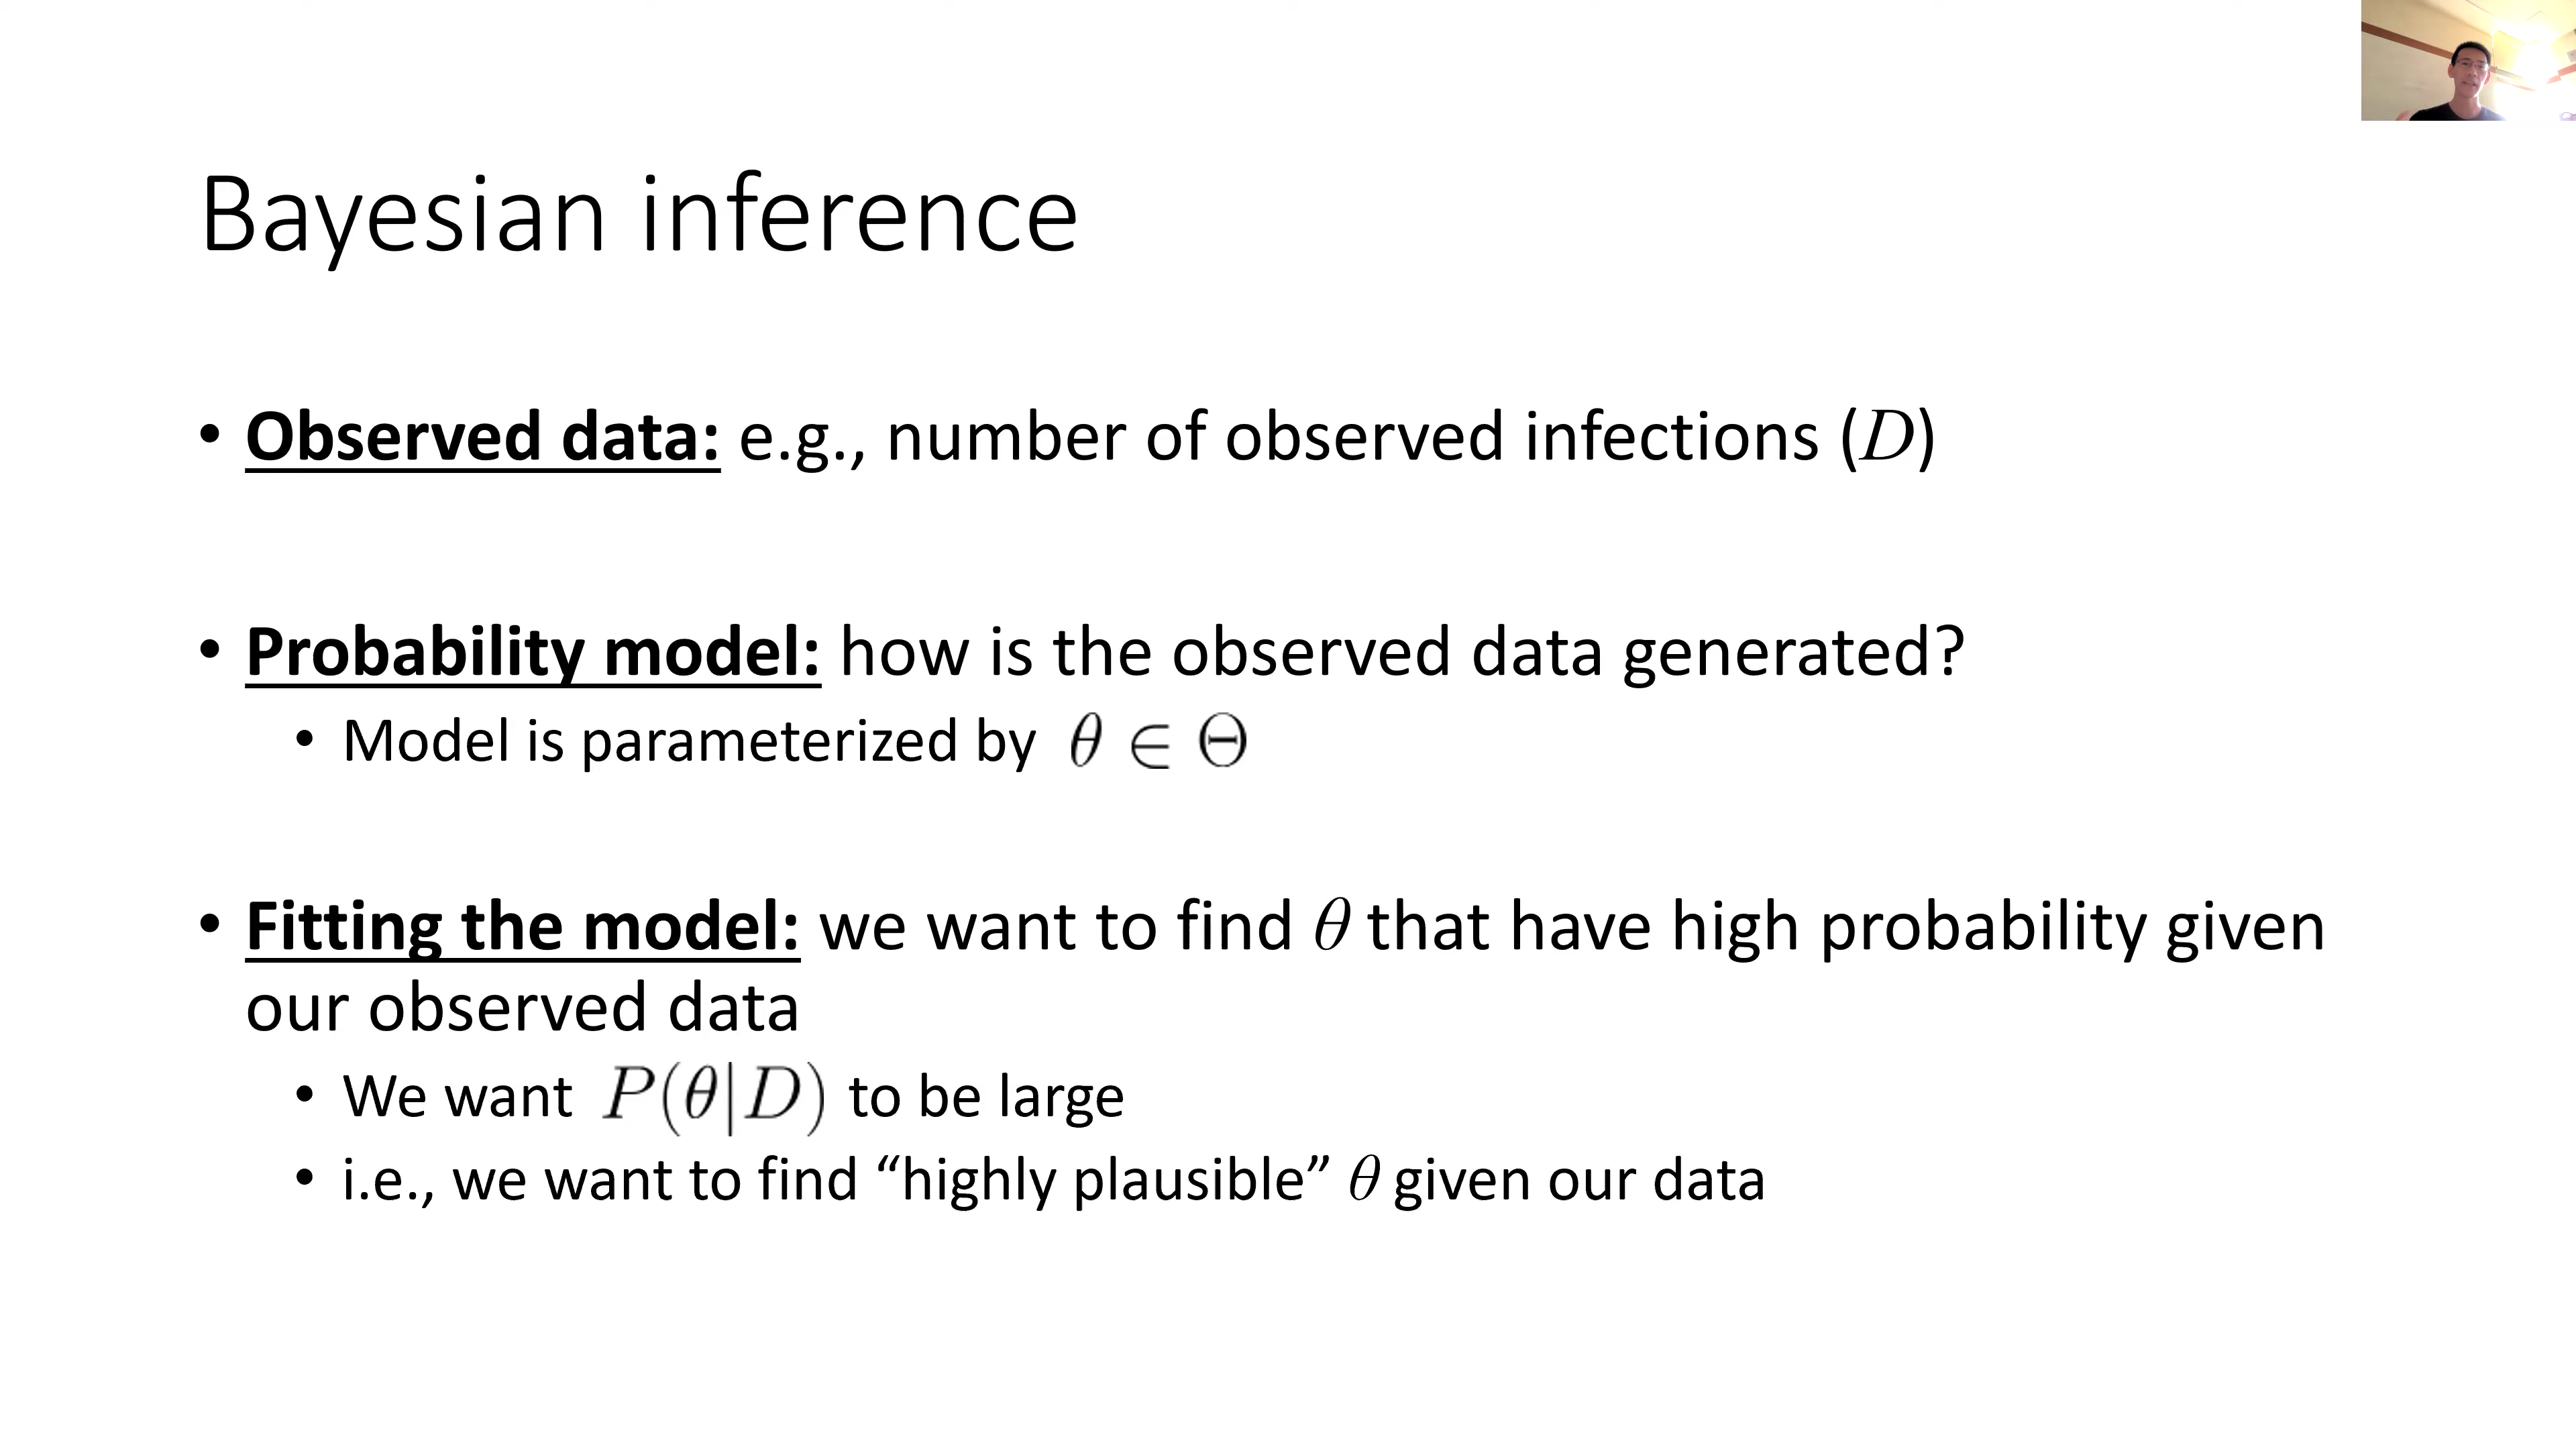 Bayesian inference
• Observed data: e.g., number of observed infections (D)
• Probability model: how is the observed data generated?
• Model is parameterized by θ ∈ Θ
• Fitting the model: we want to find θ that have high probability given
our observed data
• We want P(θ|D) to be large
• i.e., we want to find “highly plausible” θ given our data